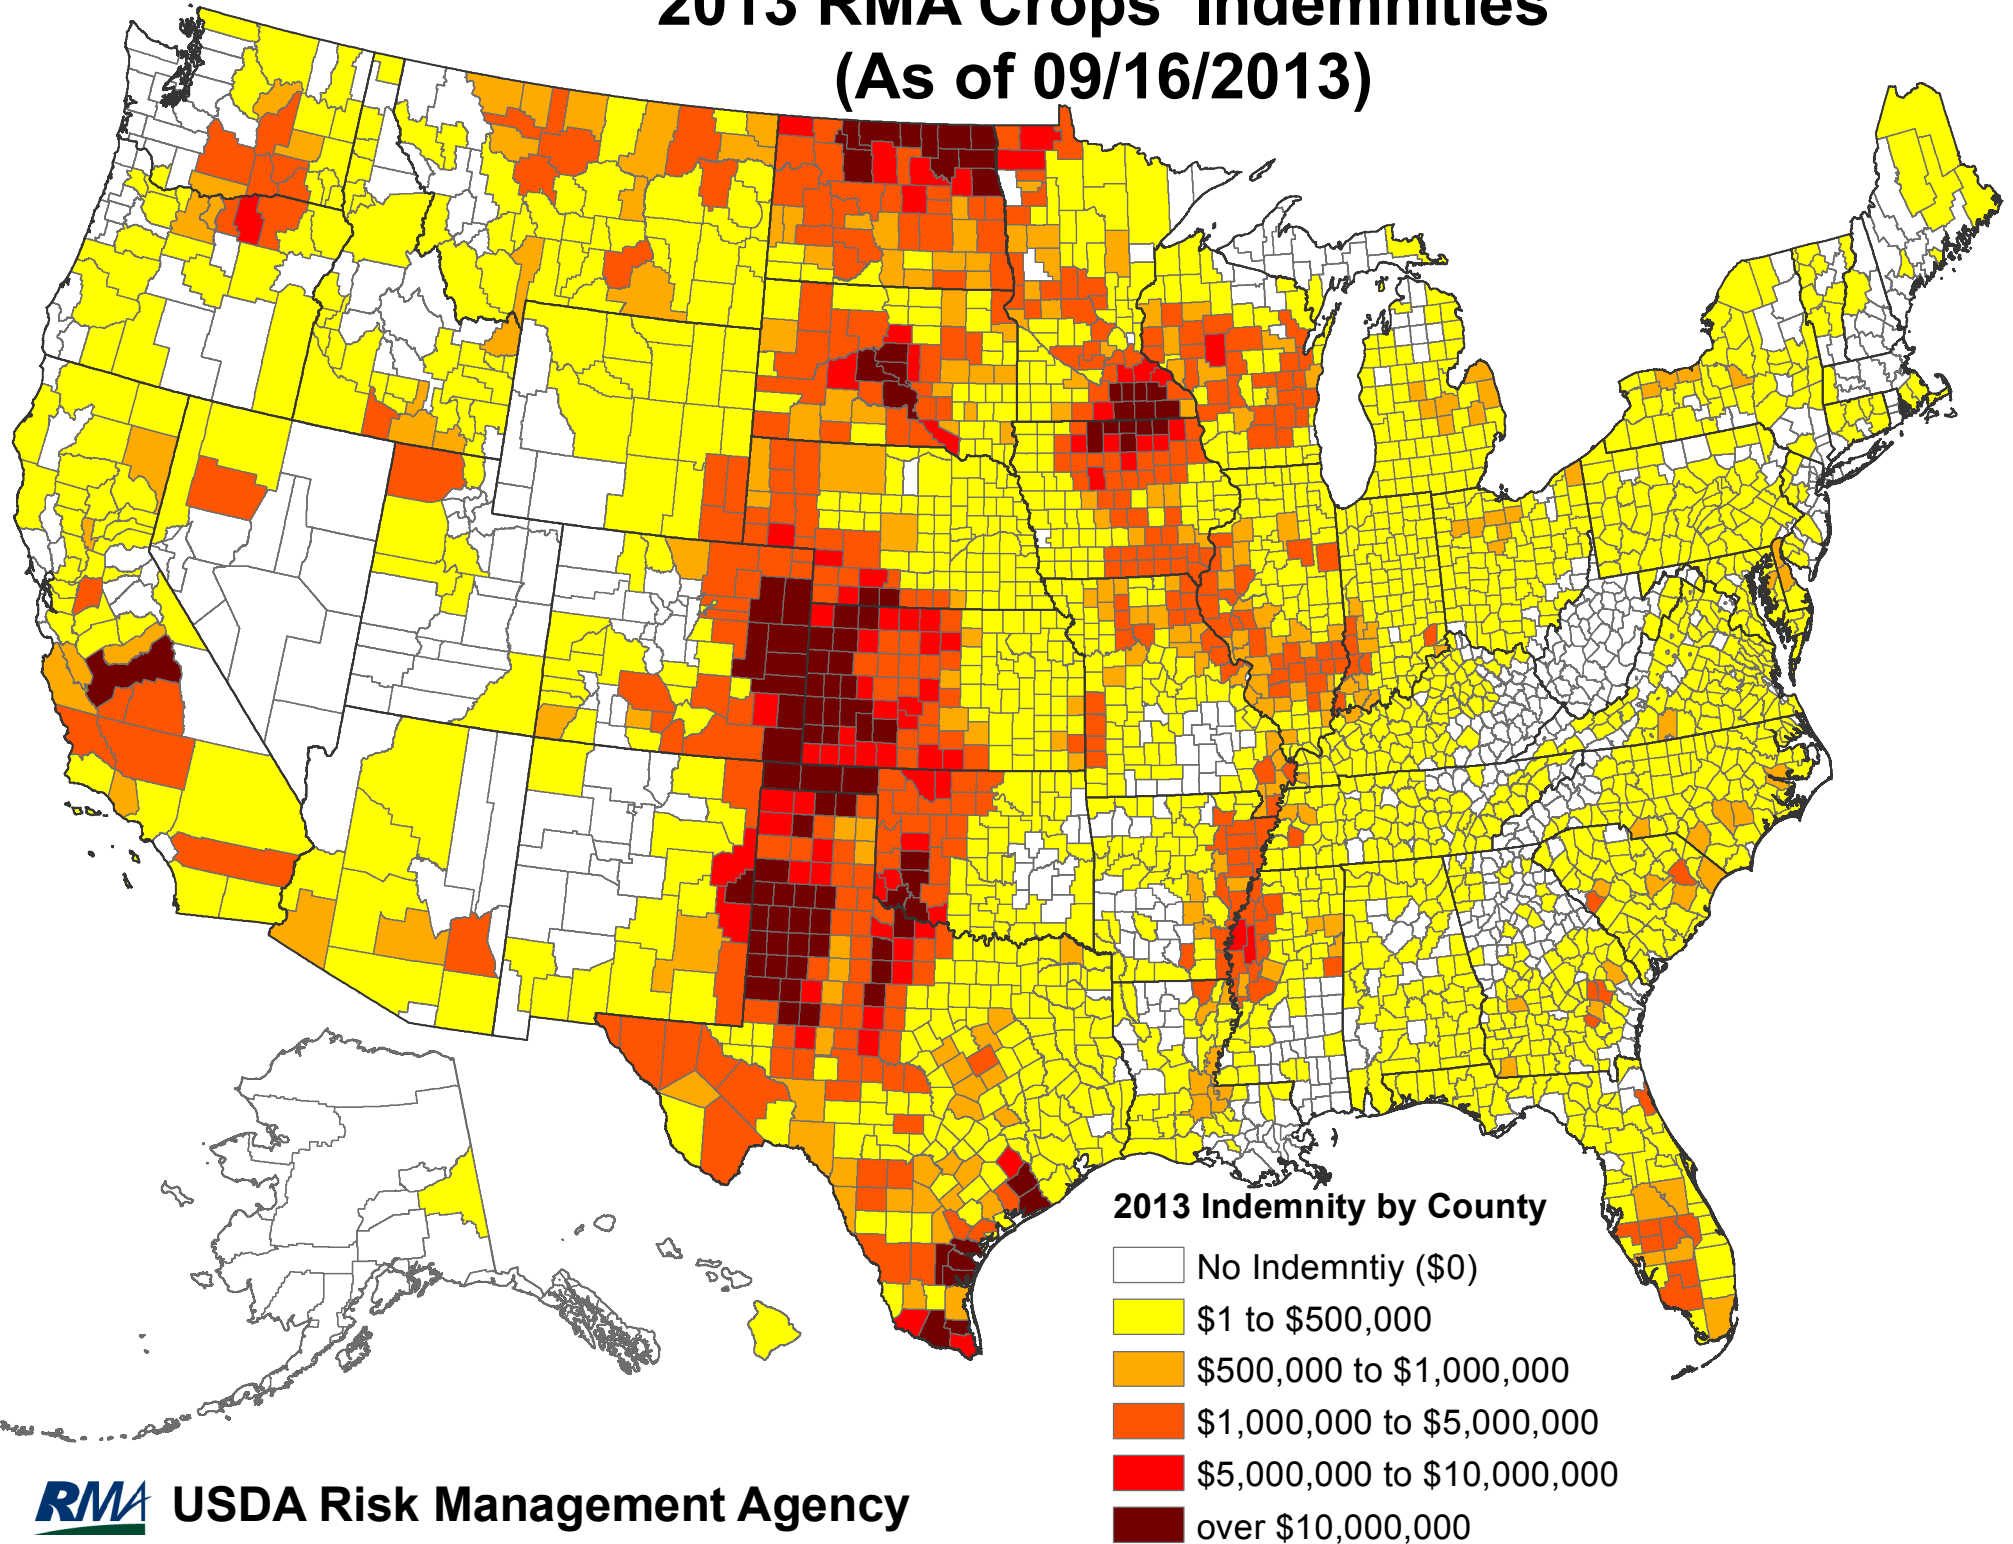 2013 RMA Crops' Indemnities
(As of 09/16/2013)
2013 Indemnity by County
No Indemntiy ($0)
$1 to $500,000
$500,000 to $1,000,000
$1,000,000 to $5,000,000
$5,000,000 to $10,000,000
over $10,000,000
RMA USDA Risk Management Agency